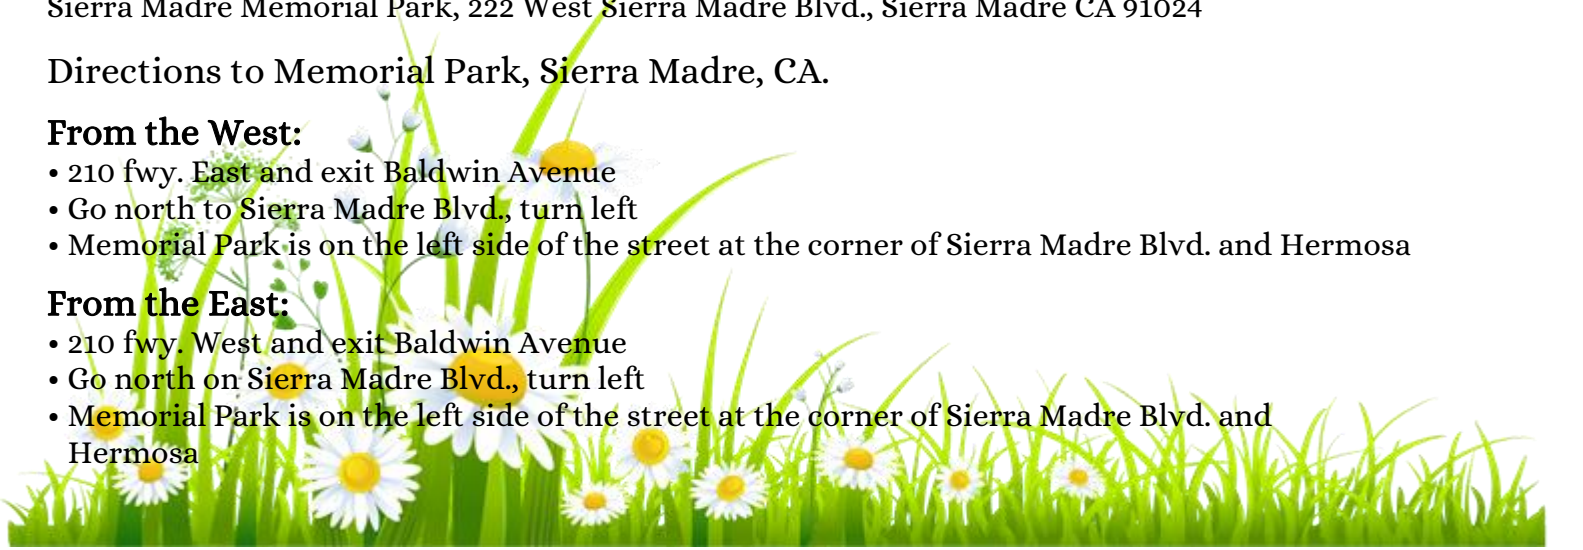 Sierra Madre Memorial Park, 222 West Sierra Madre Blvd., Sierra Madre CA 91024
Directions to Memorial Park, Sierra Madre, CA.
From the West:
• 210 fwy. East and exit Baldwin Avenue
• Go north to Sierra Madre Blvd., turn left
• Memorial Park is on the left side of the street at the corner of Sierra Madre Blvd. and Hermosa
From the East:
• 210 fwy. West and exit Baldwin Avenue
• Go north on Sierra Madre Blvd., turn left
• Memorial Park is on the left side of the street at the corner of Sierra Madre Blvd. and
Hermosa